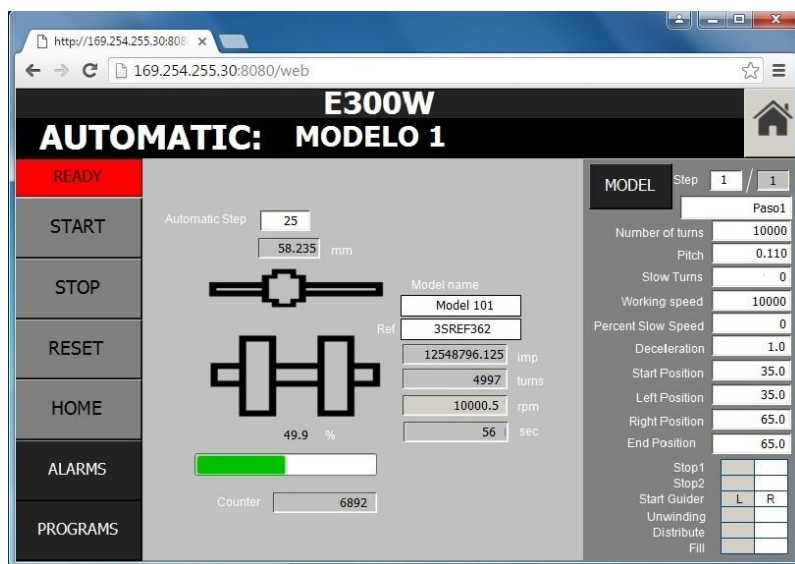 http://169.254.255.30:808
169.254.255.30:8080/web
E300W
AUTOMATIC: MODELO 1
READY
START
STOP
RESET
HOME
ALARMS
PROGRAMS
Automatic Step 25
58.235 mm
Model name
Model 101
Ref 3SREF362
12548796.125 imp
4997 turns
10000.5 rpm
56 sec
49.9 %
Counter 6892
MODEL Step 1 / 1
Paso1
Number of turns 10000
Pitch 0.110
Slow Turns 0
Working speed 10000
Percent Slow Speed 0
Decelleration 1.0
Start Position 35.0
Left Position 35.0
Right Position 65.0
End Position 65.0
Stop1
Stop2
Start Guider L R
Unwinding
Distribute
Fill